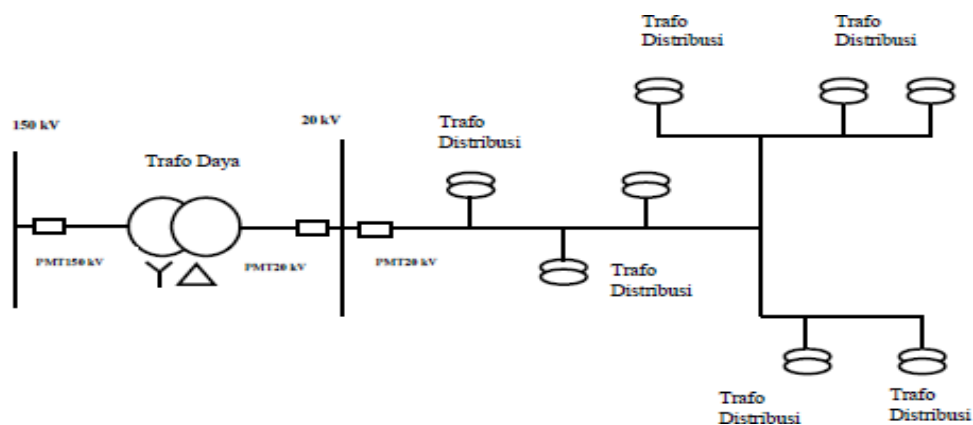 Trafo
Distribusi
Trafo
Distribusi
150 kV
20 kV
Trafo
Distribusi
Trafo Daya
PMT150 kV
PMT20 kV
PMT20 kV
Trafo
Distribusi
Trafo
Distribusi
Trafo
Distribusi